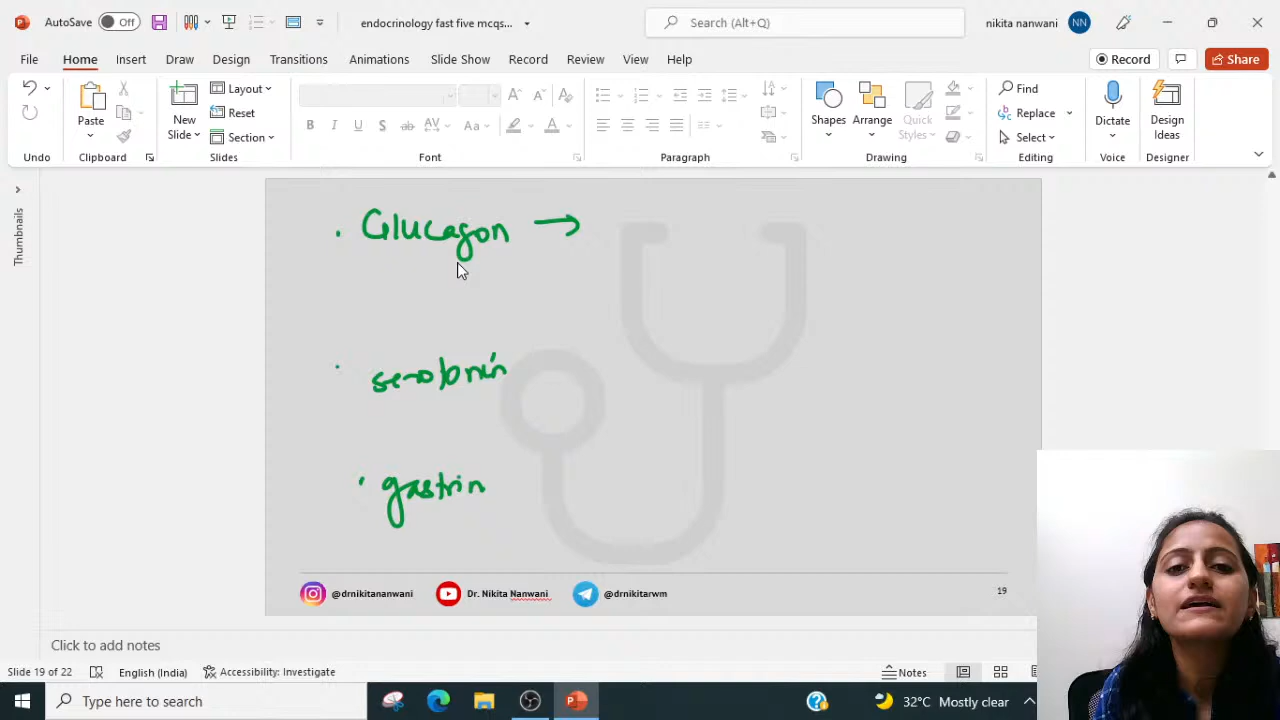 AutoSave Off endocrinology fast five mcqs... Search (Alt+Q) nikita nanwani NN
File Home Insert Draw Design Transitions Animations Slide Show Record Review View Help Record Share
Paste New Slide Layout Reset Section Aa Shapes Arrange Quick Styles Find Replace Select Dictate Design Ideas
Undo Clipboard Slides Font Paragraph Drawing Editing Voice Designer
Thumbnails
• Glucagon →
• serotonin
• gastrin
@drnikitananwani Dr. Nikita Nanwani @drnikitarwm 19
Click to add notes
Slide 19 of 22 English (India) Accessibility: Investigate Notes
Type here to search 32°C Mostly clear